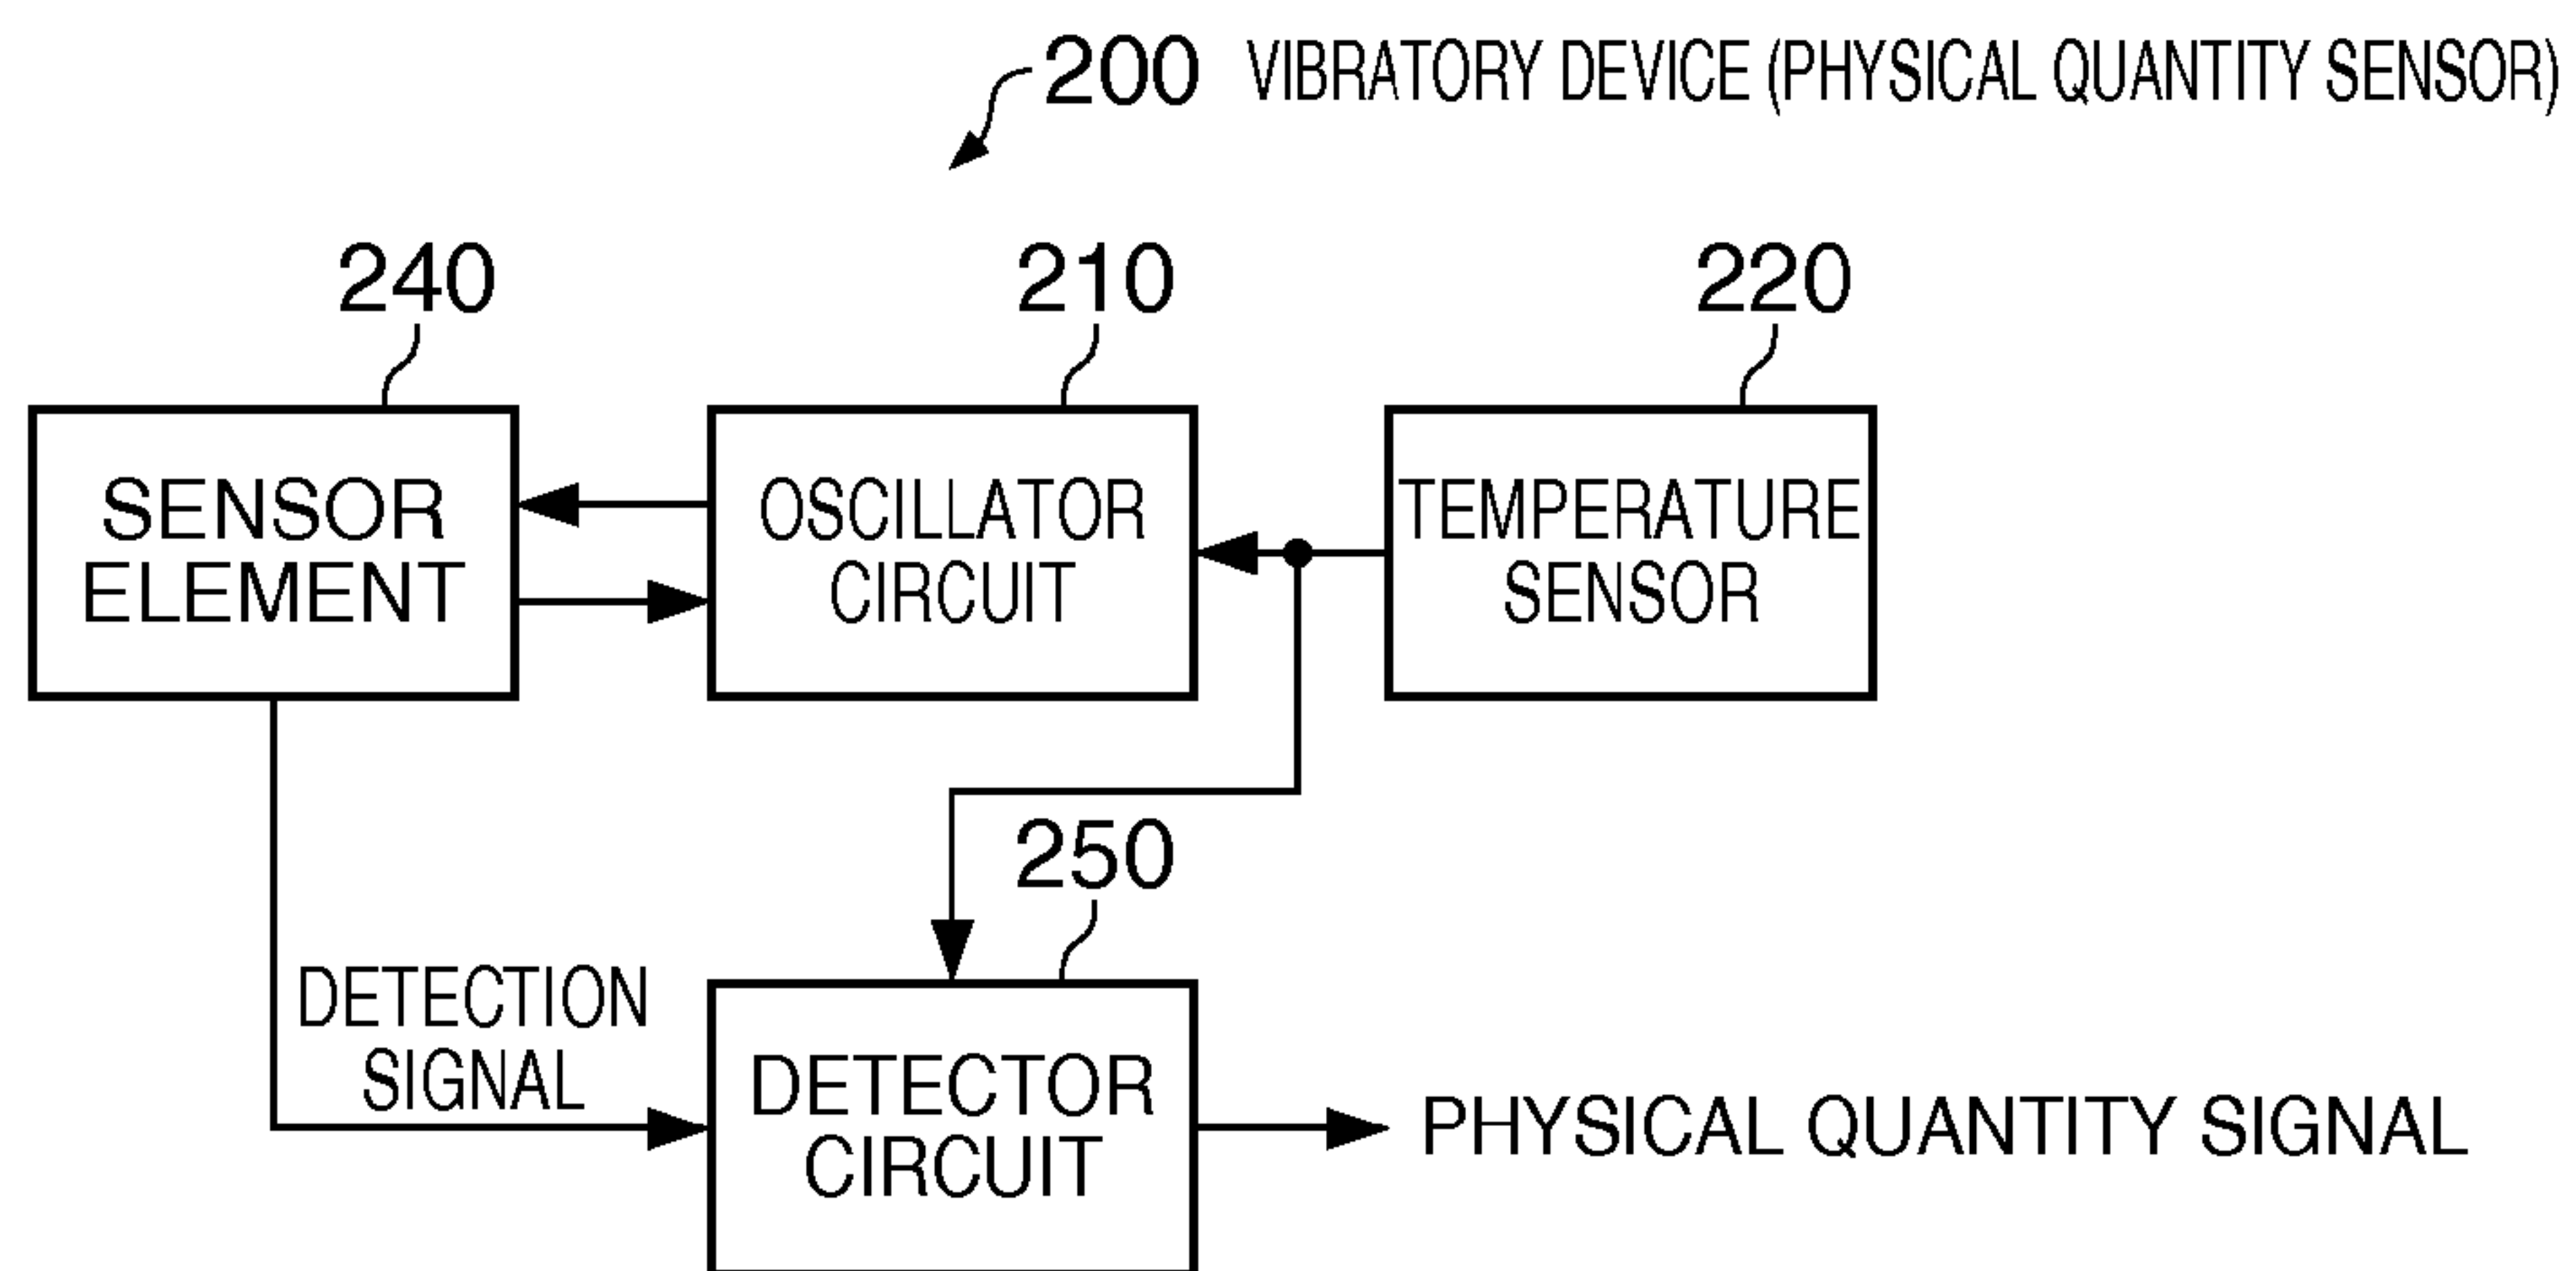 200 VIBRATORY DEVICE (PHYSICAL QUANTITY SENSOR)
240
210
220
SENSOR
ELEMENT
OSCILLATOR
CIRCUIT
TEMPERATURE
SENSOR
250
DETECTION
SIGNAL
DETECTOR
CIRCUIT
PHYSICAL QUANTITY SIGNAL